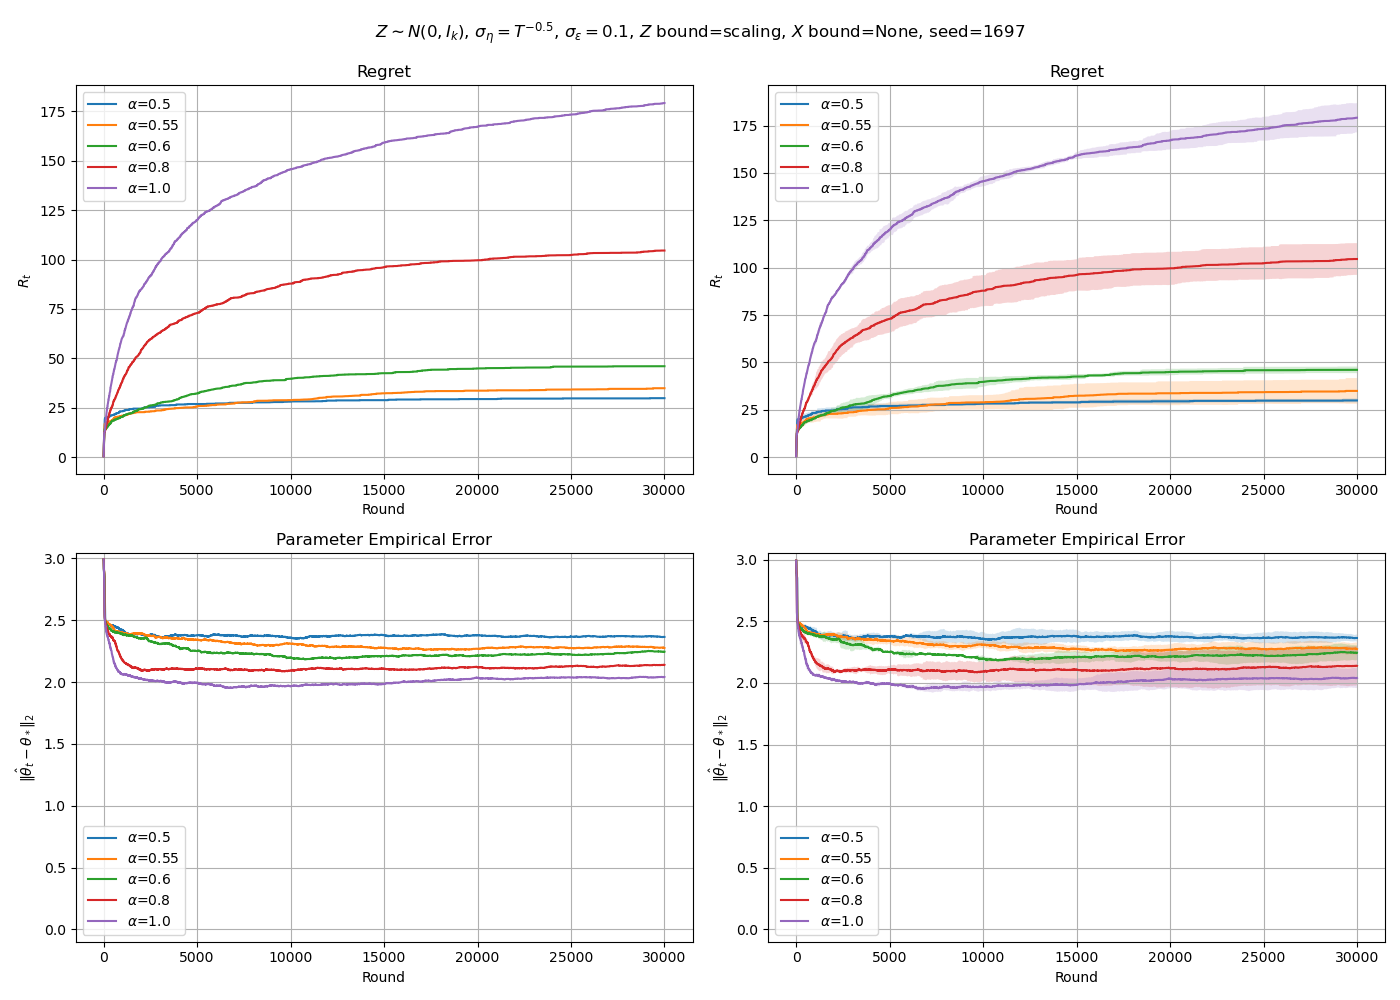 Z ~ N(0, I_k), σ_η = T^{-0.5}, σ_ε = 0.1, Z bound=scaling, X bound=None, seed=1697
Regret
R_t
175
150
125
100
75
50
25
0
α=0.5
α=0.55
α=0.6
α=0.8
α=1.0
0 5000 10000 15000 20000 25000 30000
Round
Regret
R_t
175
150
125
100
75
50
25
0
α=0.5
α=0.55
α=0.6
α=0.8
α=1.0
0 5000 10000 15000 20000 25000 30000
Round
Parameter Empirical Error
‖θ̂_t − θ_*‖_2
3.0
2.5
2.0
1.5
1.0
0.5
0.0
α=0.5
α=0.55
α=0.6
α=0.8
α=1.0
0 5000 10000 15000 20000 25000 30000
Round
Parameter Empirical Error
‖θ̂_t − θ_*‖_2
3.0
2.5
2.0
1.5
1.0
0.5
0.0
α=0.5
α=0.55
α=0.6
α=0.8
α=1.0
0 5000 10000 15000 20000 25000 30000
Round